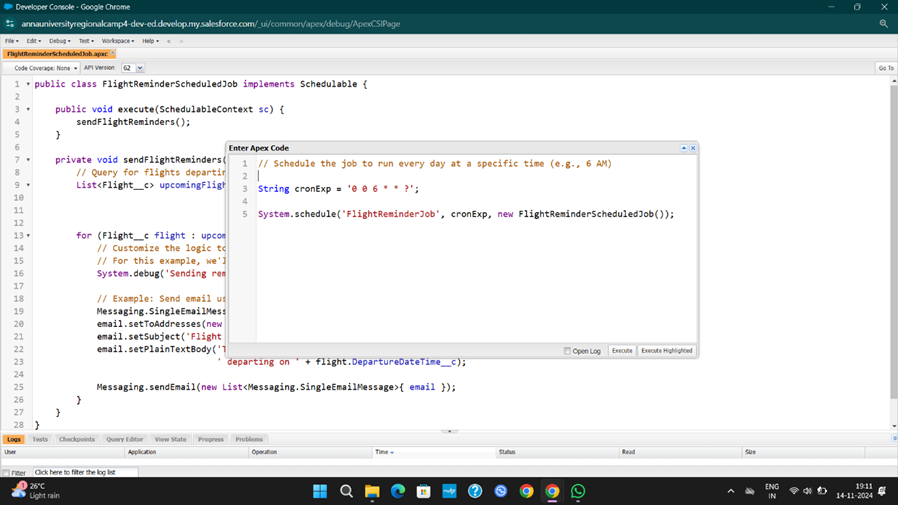 Developer Console - Google Chrome
annauniversityregionalcamp4-dev-ed.develop.my.salesforce.com/_ui/common/apex/debug/ApexCSIPage
File Edit Debug Test Workspace Help < >
FlightReminderScheduledJob.apxc
Code Coverage: None API Version: 62 Go To
1 public class FlightReminderScheduledJob implements Schedulable {
2
3 public void execute(SchedulableContext sc) {
4 sendFlightReminders();
5 }
6
7 private void sendFlightReminders(
8 // Query for flights departin
9 List<Flight__c> upcomingFligh
10
11
12
13 for (Flight__c flight : upcom
14 // Customize the logic to
15 // For this example, we'l
16 System.debug('Sending rem
17
18 // Example: Send email us
19 Messaging.SingleEmailMess
20 email.setToAddresses(new
21 email.setSubject('Flight
22 email.setPlainTextBody('T
23 ' departing on ' + flight.DepartureDateTime__c);
24
25 Messaging.sendEmail(new List<Messaging.SingleEmailMessage>{ email });
26 }
27 }
28 }
Enter Apex Code
1 // Schedule the job to run every day at a specific time (e.g., 6 AM)
2
3 String cronExp = '0 0 6 * * ?';
4
5 System.schedule('FlightReminderJob', cronExp, new FlightReminderScheduledJob());
Open Log Execute Execute Highlighted
Logs Tests Checkpoints Query Editor View State Progress Problems
User Application Operation Time Status Read Size
Filter Click here to filter the log list
26°C
Light rain
ENG
IN
19:11
14-11-2024